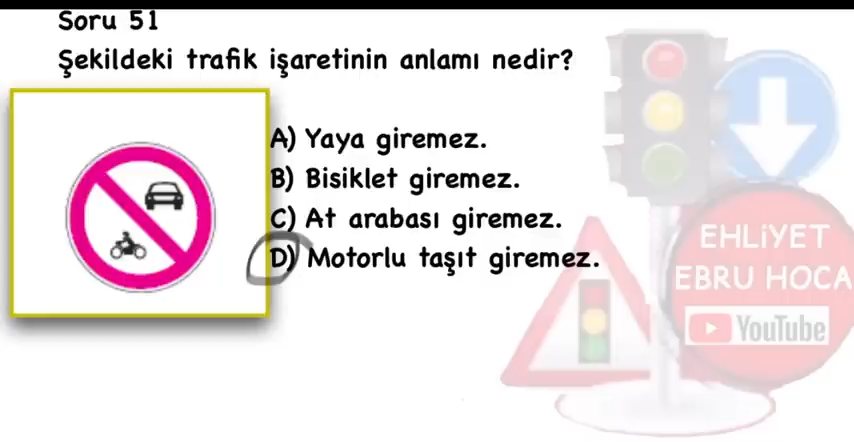 Soru 51
Şekildeki trafik işaretinin anlamı nedir?
A) Yaya giremez.
B) Bisiklet giremez.
C) At arabası giremez.
D) Motorlu taşıt giremez.
EHLİYET
EBRU HOCA
YouTube